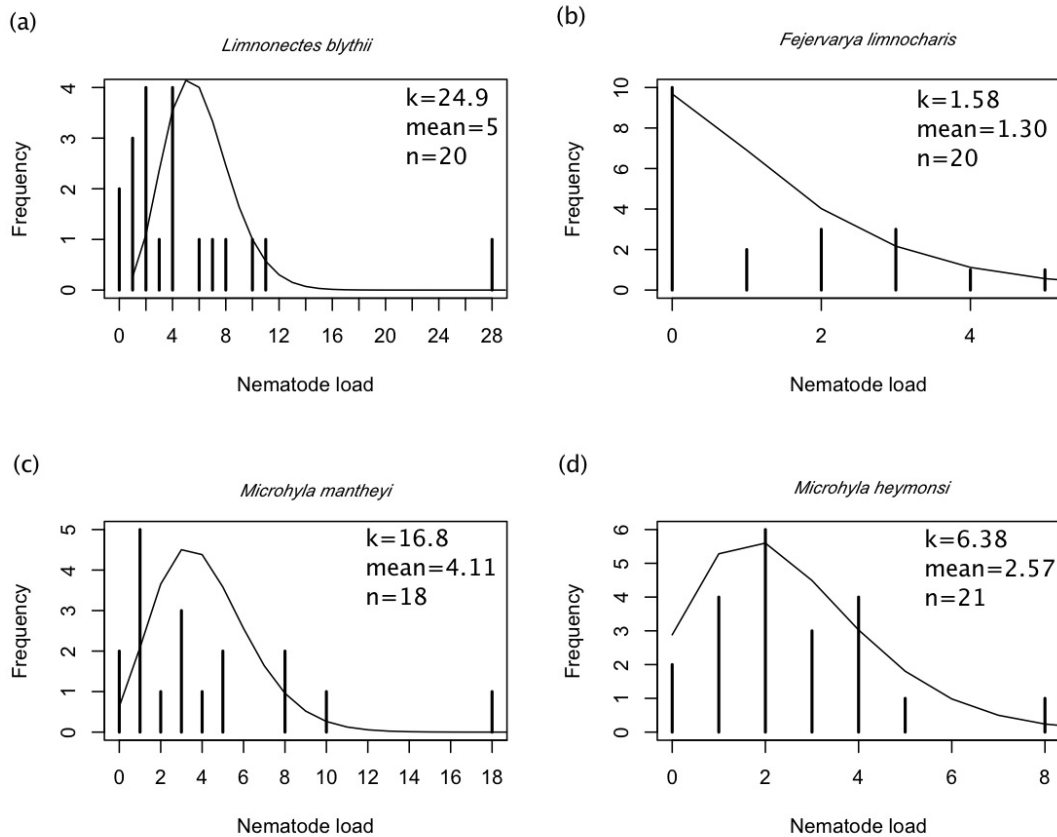 (a)
Limnonectes blythii
k=24.9
mean=5
n=20
Frequency
0 1 2 3 4
0 4 8 12 16 20 24 28
Nematode load
(b)
Fejervarya limnocharis
k=1.58
mean=1.30
n=20
Frequency
0 2 4 6 8 10
0 2 4
Nematode load
(c)
Microhyla mantheyi
k=16.8
mean=4.11
n=18
Frequency
0 1 2 3 4 5
0 2 4 6 8 10 12 14 16 18
Nematode load
(d)
Microhyla heymonsi
k=6.38
mean=2.57
n=21
Frequency
0 1 2 3 4 5 6
0 2 4 6 8
Nematode load